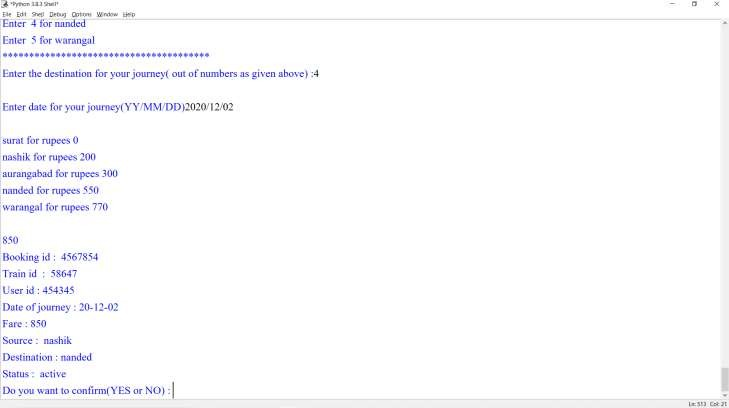 *Python 3.8.3 Shell*
File Edit Shell Debug Options Window Help
Enter 4 for nanded
Enter 5 for warangal
***************************************
Enter the destination for your journey( out of numbers as given above) :4
Enter date for your journey(YY/MM/DD)2020/12/02
surat for rupees 0
nashik for rupees 200
aurangabad for rupees 300
nanded for rupees 550
warangal for rupees 770
850
Booking id : 4567854
Train id : 58647
User id : 454345
Date of journey : 20-12-02
Fare : 850
Source : nashik
Destination : nanded
Status : active
Do you want to confirm(YES or NO) :
Ln: 513 Col: 21